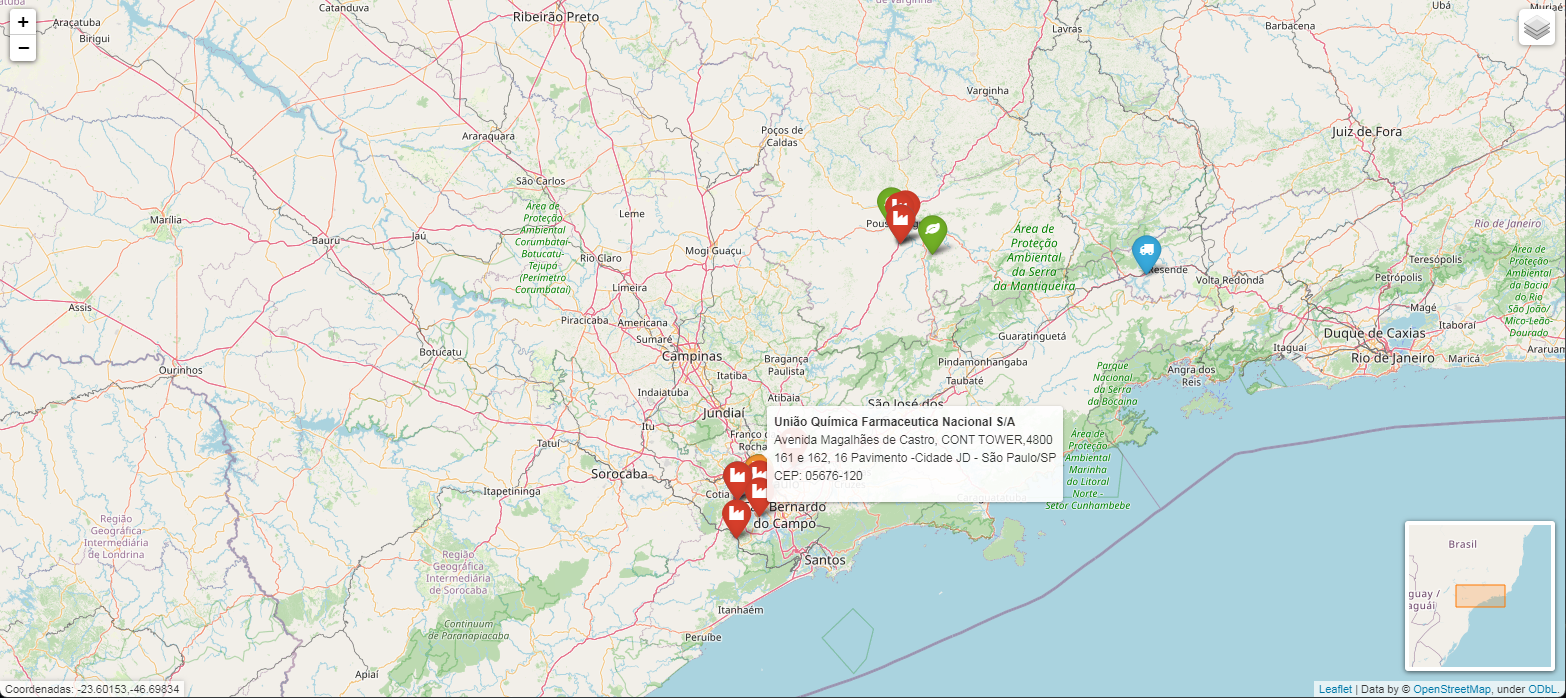 +
−
Araçatuba
Birigui
Catanduva
Ribeirão Preto
Lavras
Barbacena
Ubá
Muriaé
Varginha
Poços de
Caldas
Juiz de Fora
Araraquara
São Carlos
Leme
Marília
Bauru
Jaú
Área de
Proteção
Ambiental
Corumbataí-
Botucatu-
Tejupá
(Perímetro
Corumbataí)
Rio Claro
Mogi Guaçu
Limeira
Área de
Proteção
Ambiental
da Serra
da Mantiqueira
Resende
Volta Redonda
Rio de Janeiro
Área de
Proteção
Ambiental
da Bacia
do Rio
São João/
Mico-Leão-
Dourado
Teresópolis
Petrópolis
Magé
Itaboraí
Duque de Caxias
Rio de Janeiro
Maricá
Araruama
Itaguaí
Angra dos
Reis
Assis
Piracicaba
Americana
Sumaré
Botucatu
Campinas
Ourinhos
Itatiba
Bragança
Paulista
Atibaia
Indaiatuba
Jundiaí
Itu
Guaratinguetá
Pindamonhangaba
Taubaté
São José dos
Parque
Nacional
da Serra
da Bocaina
Tatuí
Franco da
Rocha
União Química Farmaceutica Nacional S/A
Avenida Magalhães de Castro, CONT TOWER,4800
161 e 162, 16 Pavimento -Cidade JD - São Paulo/SP
CEP: 05676-120
Área de
Proteção
Ambiental
Marinha
do Litoral
Norte -
Setor Cunhambebe
Sorocaba
Itapetininga
Cotia
Bernardo
do Campo
Santos
Região
Geográfica
Intermediária
de Londrina
Região
Geográfica
Intermediária
de Sorocaba
Itanhaém
Continuum
de Paranapiacaba
Peruíbe
Apiaí
Brasil
guay /
aguái
Coordenadas: -23.60153,-46.69834
Leaflet | Data by © OpenStreetMap, under ODbL.